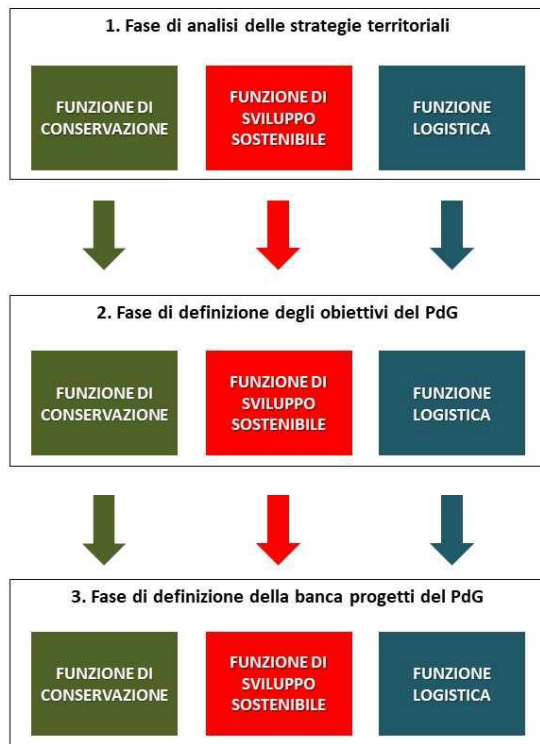 1. Fase di analisi delle strategie territoriali
FUNZIONE DI
CONSERVAZIONE
FUNZIONE DI
SVILUPPO
SOSTENIBILE
FUNZIONE
LOGISTICA
2. Fase di definizione degli obiettivi del PdG
FUNZIONE DI
CONSERVAZIONE
FUNZIONE DI
SVILUPPO
SOSTENIBILE
FUNZIONE
LOGISTICA
3. Fase di definizione della banca progetti del PdG
FUNZIONE DI
CONSERVAZIONE
FUNZIONE DI
SVILUPPO
SOSTENIBILE
FUNZIONE
LOGISTICA